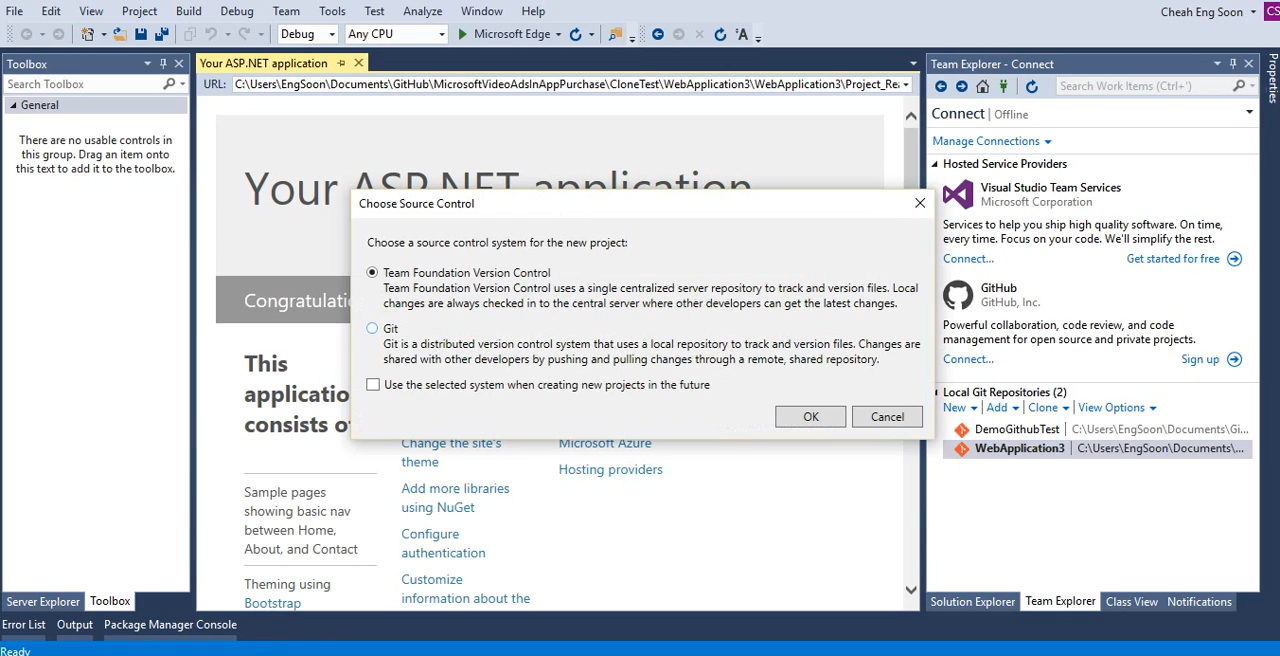 File Edit View Project Build Debug Team Tools Test Analyze Window Help
Cheah Eng Soon
CS
Debug Any CPU Microsoft Edge
Toolbox
Search Toolbox
General
There are no usable controls in
this group. Drag an item onto
this text to add it to the toolbox.
Server Explorer Toolbox
Your ASP.NET application
URL: C:\Users\EngSoon\Documents\GitHub\MicrosoftVideoAdsInAppPurchase\CloneTest\WebApplication3\WebApplication3\Project_Re
Your ASP.NET application
Congratulati
This
applicatio
consists o
Sample pages
showing basic nav
between Home,
About, and Contact
Theming using
Bootstrap
Change the site's
theme
Add more libraries
using NuGet
Configure
authentication
Customize
information about the
Microsoft Azure
Hosting providers
Choose Source Control
Choose a source control system for the new project:
Team Foundation Version Control
Team Foundation Version Control uses a single centralized server repository to track and version files. Local
changes are always checked in to the central server where other developers can get the latest changes.
Git
Git is a distributed version control system that uses a local repository to track and version files. Changes are
shared with other developers by pushing and pulling changes through a remote, shared repository.
Use the selected system when creating new projects in the future
OK Cancel
Team Explorer - Connect
Search Work Items (Ctrl+')
Connect | Offline
Manage Connections
Hosted Service Providers
Visual Studio Team Services
Microsoft Corporation
Services to help you ship high quality software. On time,
every time. Focus on your code. We'll simplify the rest.
Connect... Get started for free
GitHub
GitHub, Inc.
Powerful collaboration, code review, and code
management for open source and private projects.
Connect... Sign up
Local Git Repositories (2)
New | Add | Clone | View Options
DemoGithubTest | C:\Users\EngSoon\Documents\Gi...
WebApplication3 | C:\Users\EngSoon\Documents\...
Solution Explorer Team Explorer Class View Notifications
Properties
Error List Output Package Manager Console
Ready